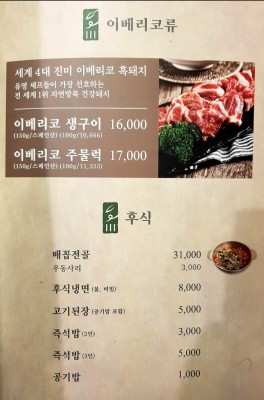 이베리코류
세계 4대 진미 이베리코 흑돼지
유명 셰프들이 가장 선호하는
전 세계 1위 자연방목 건강돼지
이베리코 생구이 16,000
(150g/스페인산) (100g/10,666)
이베리코 주물럭 17,000
(150g/스페인산) (100g/11,333)
후식
배꼽전골 31,000
우동사리 3,000
후식냉면 (물, 비빔) 8,000
고기된장 (공기밥 포함) 5,000
즉석밥 (2인) 3,000
즉석밥 (3인) 5,000
공기밥 1,000